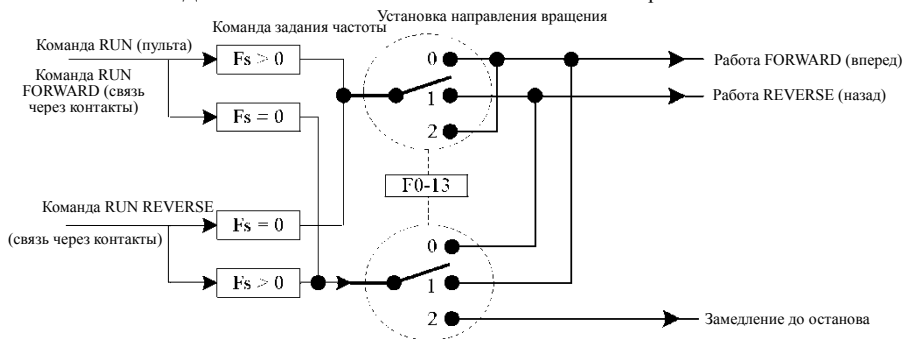 Команда задания частоты
Установка направления вращения
Команда RUN (пульта)
Fs > 0
0
Работа FORWARD (вперед)
Команда RUN
FORWARD (связь
через контакты)
1
Работа REVERSE (назад)
Fs = 0
2
F0-13
Команда RUN REVERSE
Fs = 0
(связь через контакты)
0
Fs > 0
1
2
Замедление до останова